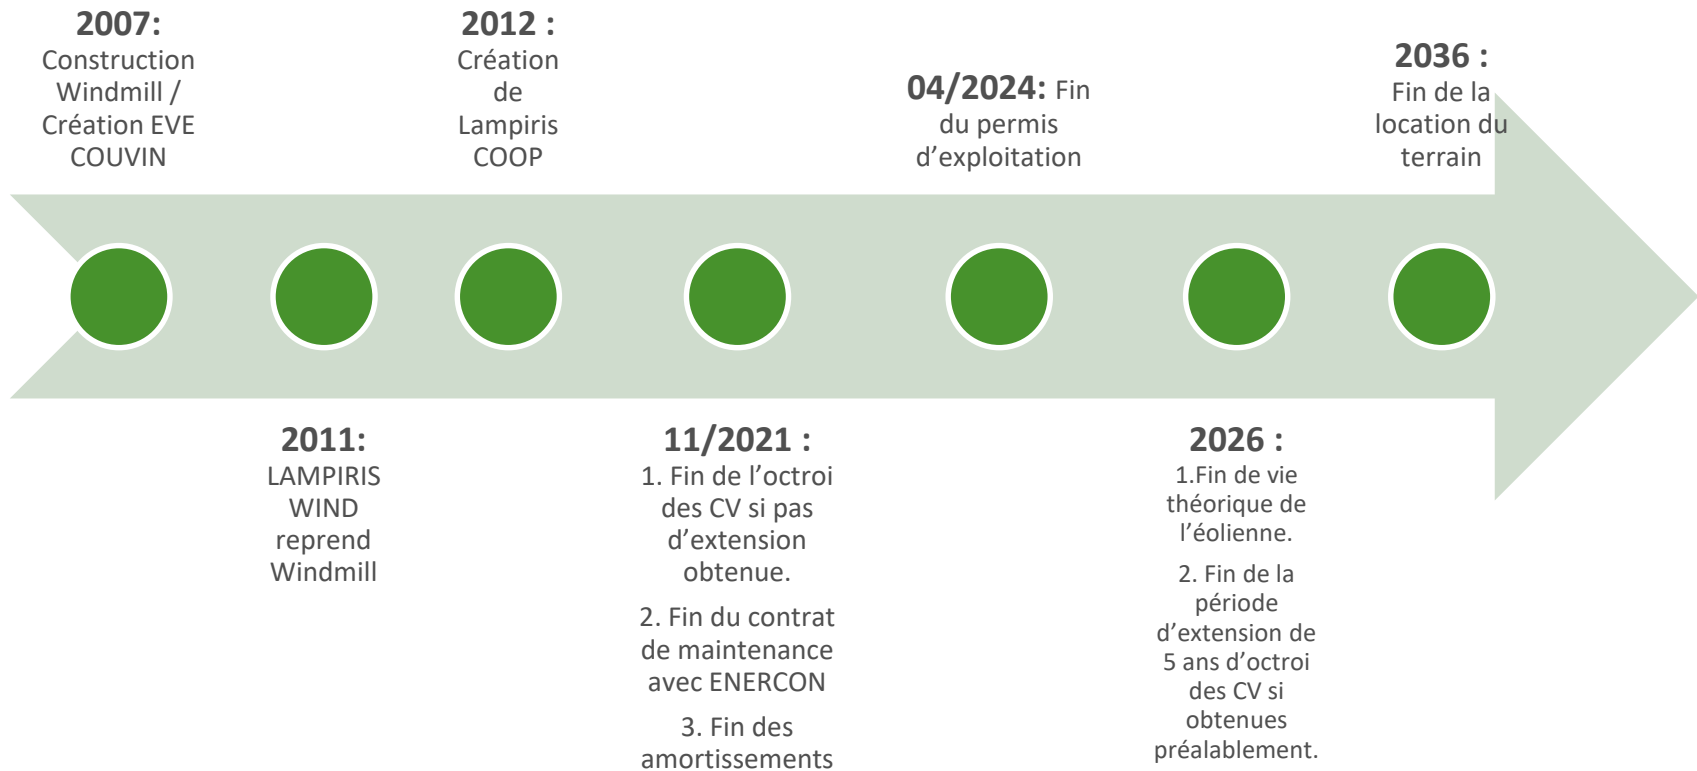 2007:
Construction
Windmill /
Création EVE
COUVIN
2011:
LAMPIRIS
WIND
reprend
Windmill
2012 :
Création
de
Lampiris
COOP
11/2021 :
1. Fin de l’octroi
des CV si pas
d’extension
obtenue.
2. Fin du contrat
de maintenance
avec ENERCON
3. Fin des
amortissements
04/2024: Fin
du permis
d’exploitation
2026 :
1.Fin de vie
théorique de
l’éolienne.
2. Fin de la
période
d’extension de
5 ans d’octroi
des CV si
obtenues
préalablement.
2036 :
Fin de la
location du
terrain